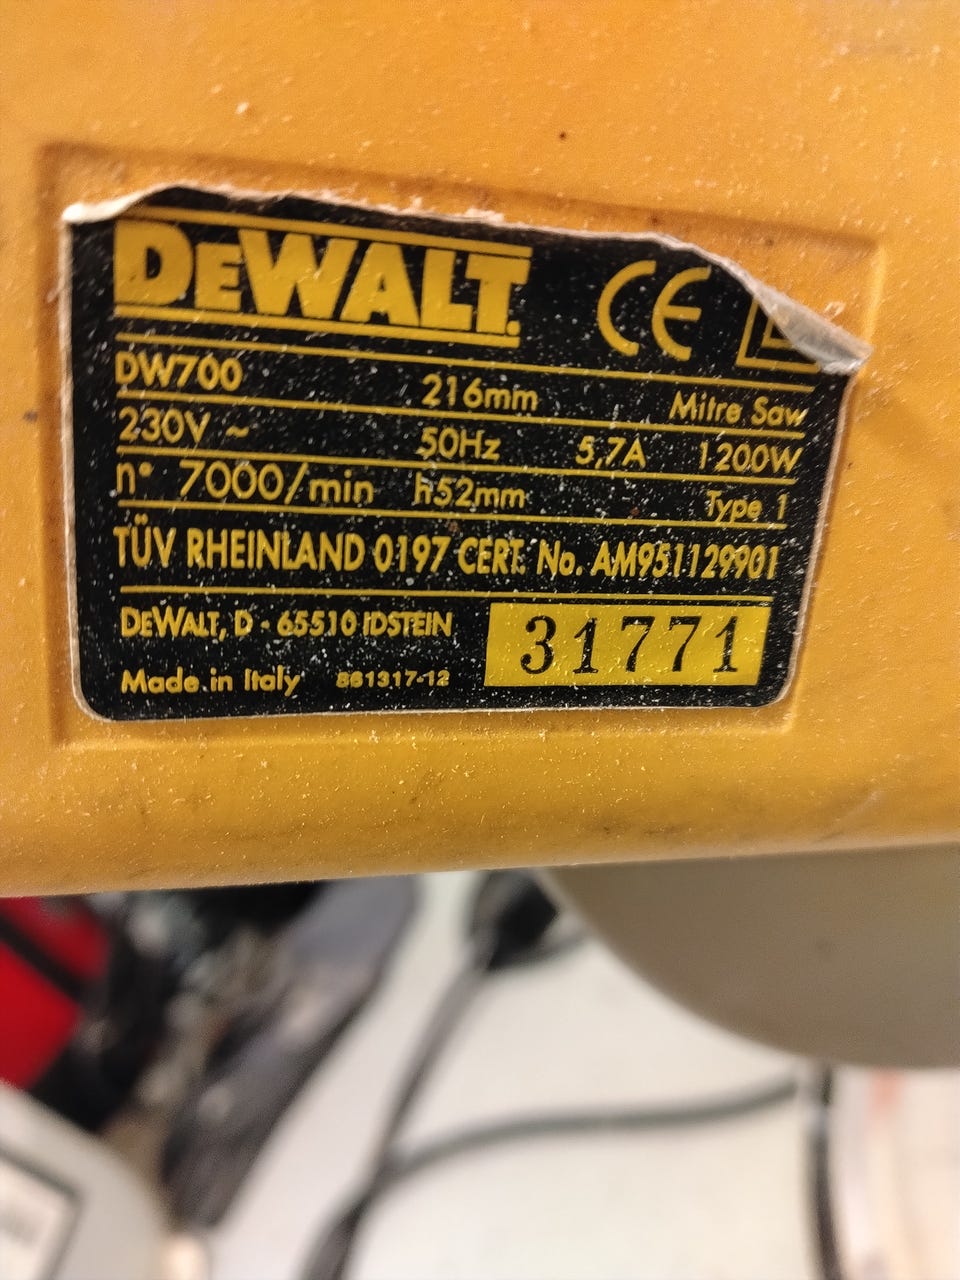 DEWALT.
CE
DW700 216mm Mitre Saw
230V ~ 50Hz 5,7A 1200W
n° 7000/min h52mm Type 1
TÜV RHEINLAND 0197 CERT. No. AM951129901
DEWALT, D - 65510 IDSTEIN
31771
Made in Italy 861317-12